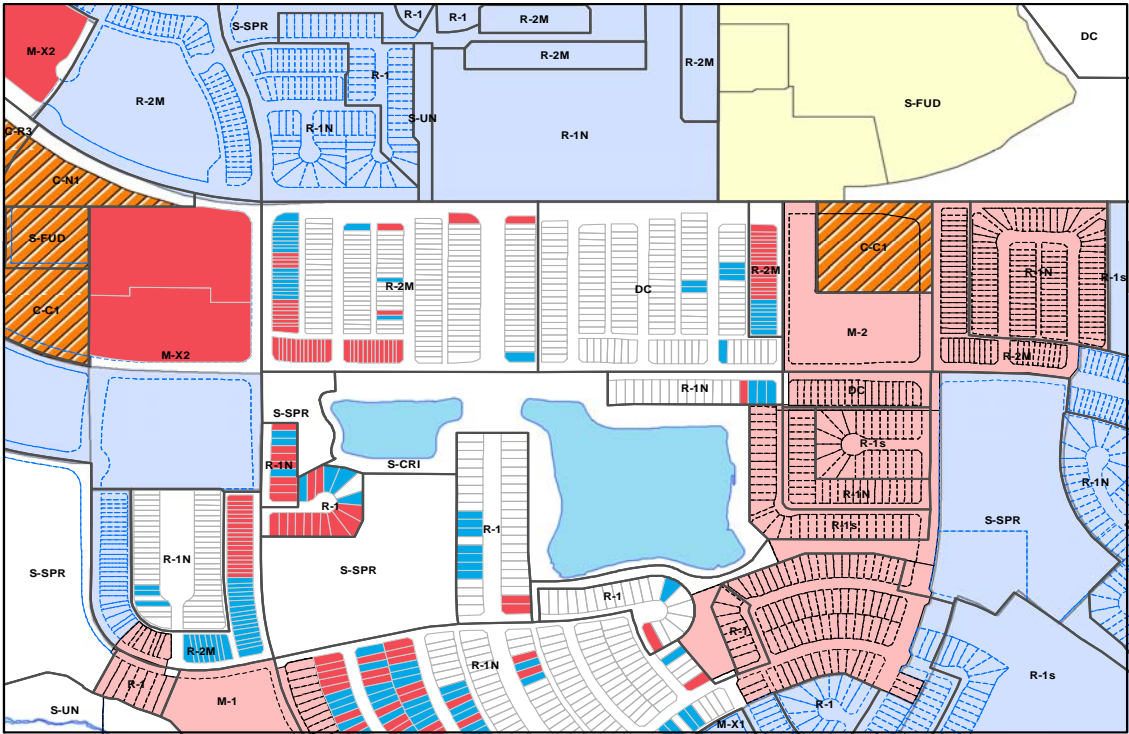 R-1
R-1
R-2M
S-SPR
DC
M-X2
R-2M
R-2M
R-1
R-2M
S-FUD
S-UN
R-1N
C-R3
R-1N
C-N1
S-FUD
C-C1
R-1N
R-1s
R-2M
R-2M
DC
C-C1
M-2
M-X2
R-2M
R-1N
DC
S-SPR
R-1s
S-CRI
R-1N
R-1N
R-1N
R-1
R-1
R-1s
S-SPR
R-1N
S-SPR
S-SPR
R-1
R-1
R-2M
R-1N
R-1s
R-1
M-1
S-UN
R-1
M-X1